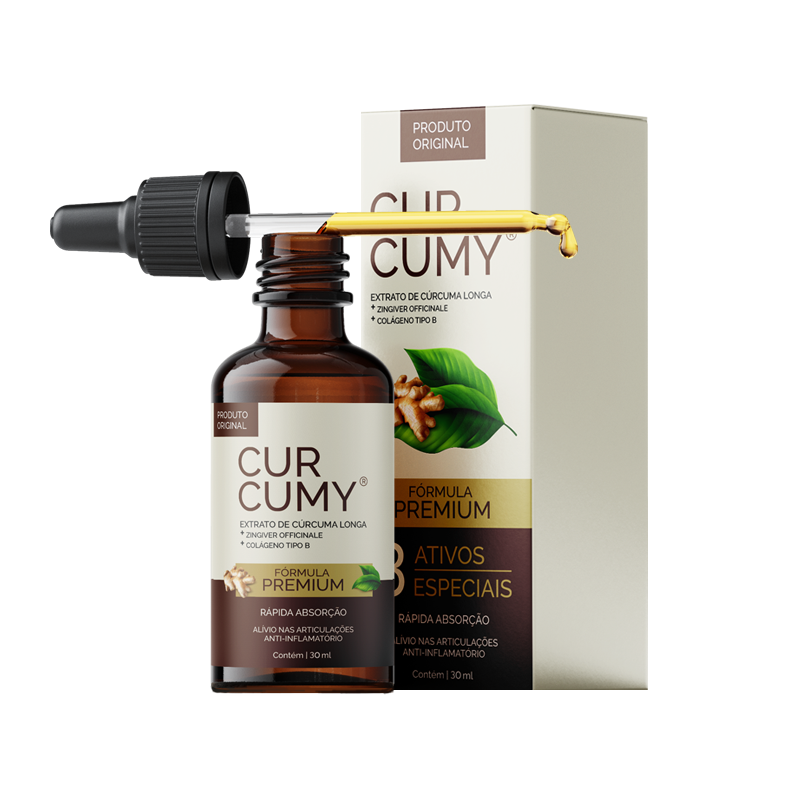 PRODUTO
ORIGINAL
CUR
CUMY®
EXTRATO DE CÚRCUMA LONGA
+ ZINGIVER OFFICINALE
+ COLÁGENO TIPO B
FÓRMULA
PREMIUM
3 ATIVOS
ESPECIAIS
RÁPIDA ABSORÇÃO
ALÍVIO NAS ARTICULAÇÕES
ANTI-INFLAMATÓRIO
Contém | 30 ml
PRODUTO
ORIGINAL
CUR
CUMY®
EXTRATO DE CÚRCUMA LONGA
+ ZINGIVER OFFICINALE
+ COLÁGENO TIPO B
FÓRMULA
PREMIUM
RÁPIDA ABSORÇÃO
ALÍVIO NAS ARTICULAÇÕES
ANTI-INFLAMATÓRIO
Contém | 30 ml